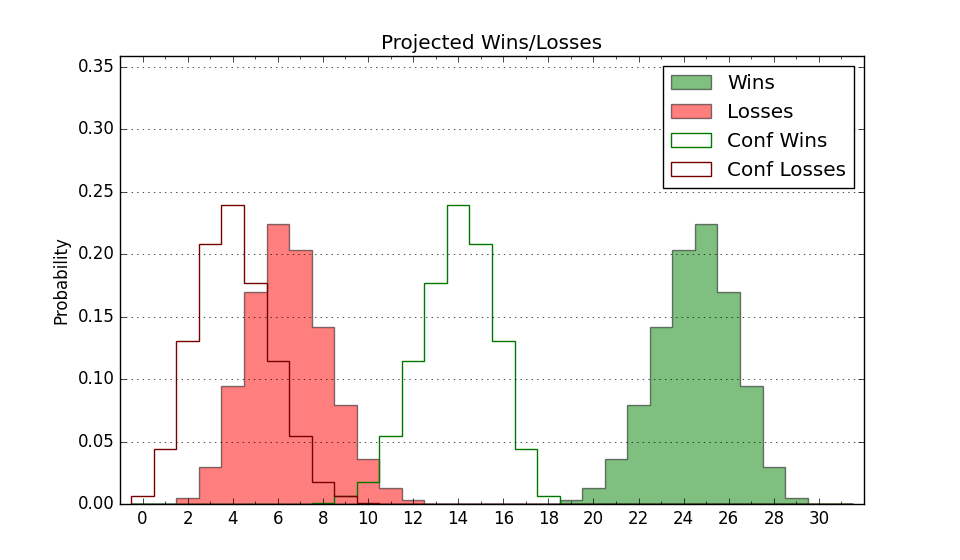 Projected Wins/Losses
0.35
0.30
0.25
0.20
0.15
0.10
0.05
0.00
Probability
Wins
Losses
Conf Wins
Conf Losses
0 2 4 6 8 10 12 14 16 18 20 22 24 26 28 30